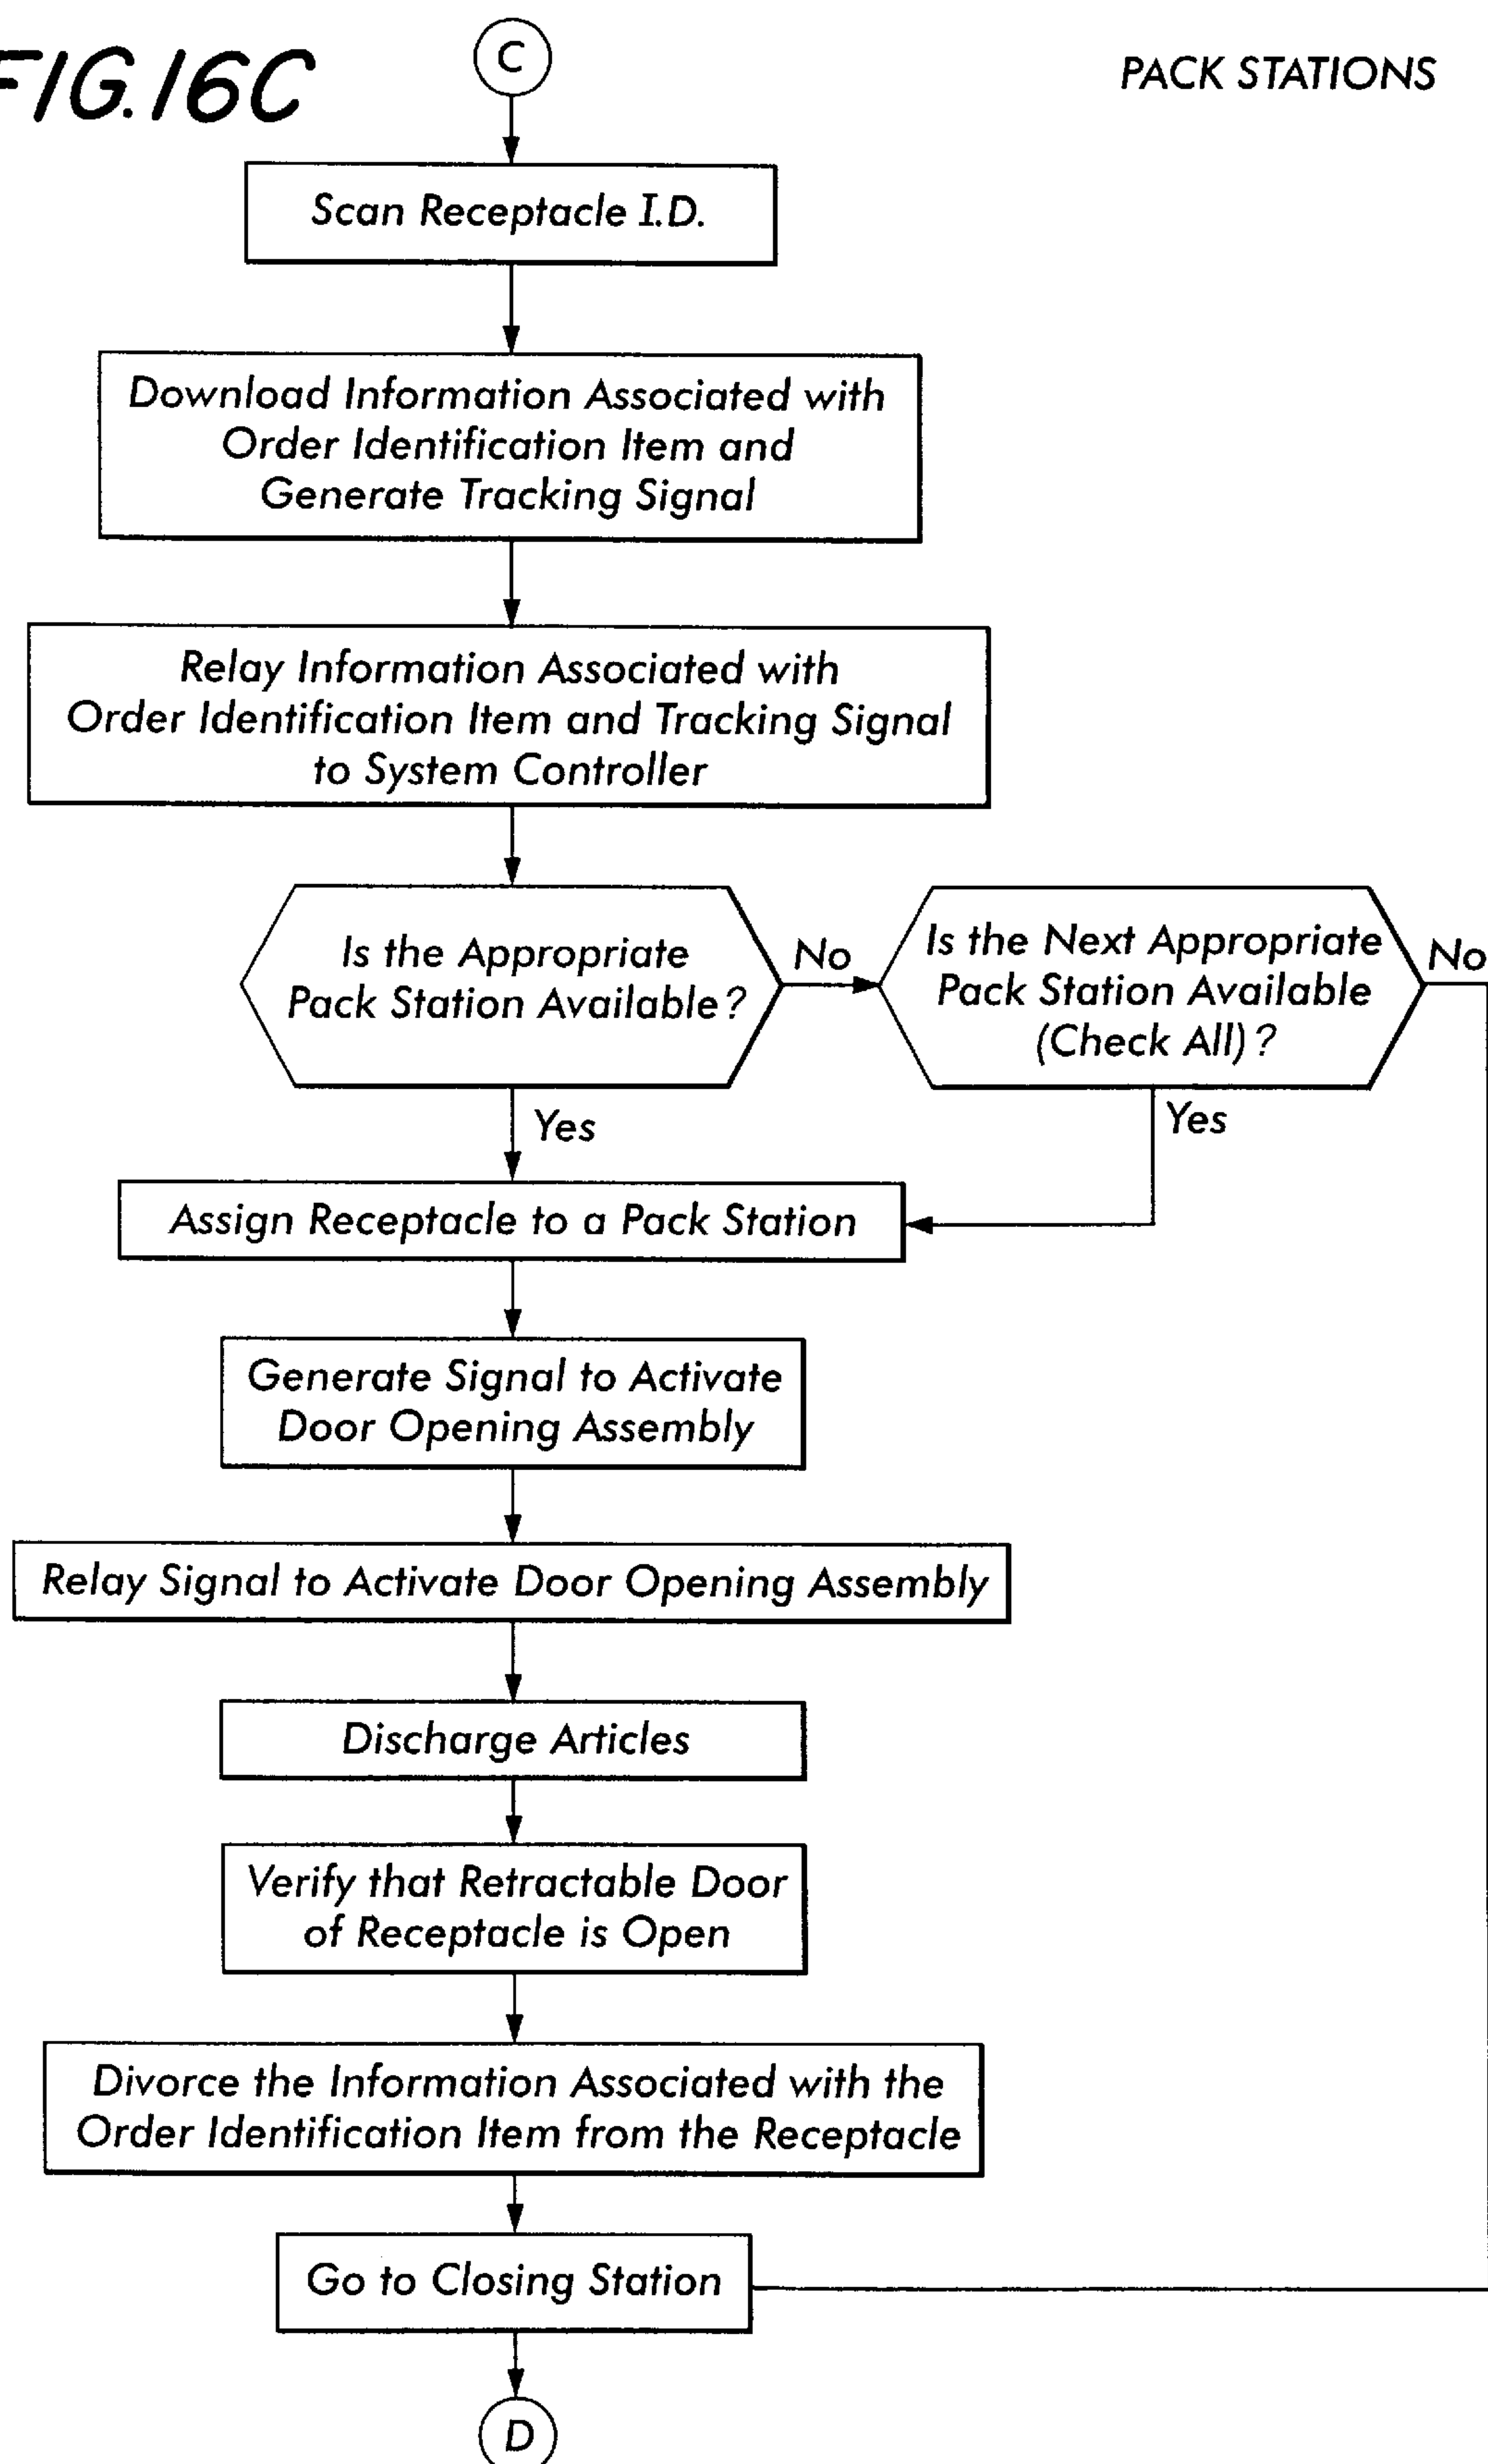 FIG. 16C
C
PACK STATIONS
Scan Receptacle I.D.
Download Information Associated with
Order Identification Item and
Generate Tracking Signal
Relay Information Associated with
Order Identification Item and Tracking Signal
to System Controller
Is the Appropriate
Pack Station Available?
No
Is the Next Appropriate
Pack Station Available
(Check All)?
No
Yes
Yes
Assign Receptacle to a Pack Station
Generate Signal to Activate
Door Opening Assembly
Relay Signal to Activate Door Opening Assembly
Discharge Articles
Verify that Retractable Door
of Receptacle is Open
Divorce the Information Associated with the
Order Identification Item from the Receptacle
Go to Closing Station
D